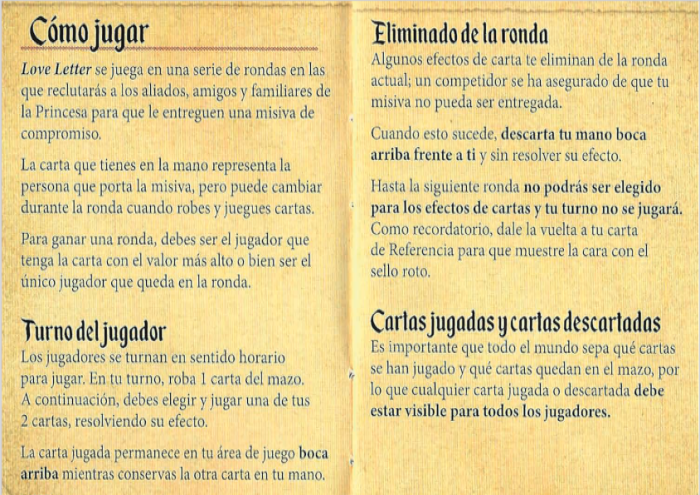 Cómo jugar
Love Letter se juega en una serie de rondas en las
que reclutarás a los aliados, amigos y familiares de
la Princesa para que le entreguen una misiva de
compromiso.
La carta que tienes en la mano representa la
persona que porta la misiva, pero puede cambiar
durante la ronda cuando robes y juegues cartas.
Para ganar una ronda, debes ser el jugador que
tenga la carta con el valor más alto o bien ser el
único jugador que queda en la ronda.
Turno del jugador
Los jugadores se turnan en sentido horario
para jugar. En tu turno, roba 1 carta del mazo.
A continuación, debes elegir y jugar una de tus
2 cartas, resolviendo su efecto.
La carta jugada permanece en tu área de juego boca
arriba mientras conservas la otra carta en tu mano.
Eliminado de la ronda
Algunos efectos de carta te eliminan de la ronda
actual; un competidor se ha asegurado de que tu
misiva no pueda ser entregada.
Cuando esto sucede, descarta tu mano boca
arriba frente a ti y sin resolver su efecto.
Hasta la siguiente ronda no podrás ser elegido
para los efectos de cartas y tu turno no se jugará.
Como recordatorio, dale la vuelta a tu carta
de Referencia para que muestre la cara con el
sello roto.
Cartas jugadas y cartas descartadas
Es importante que todo el mundo sepa qué cartas
se han jugado y qué cartas quedan en el mazo, por
lo que cualquier carta jugada o descartada debe
estar visible para todos los jugadores.